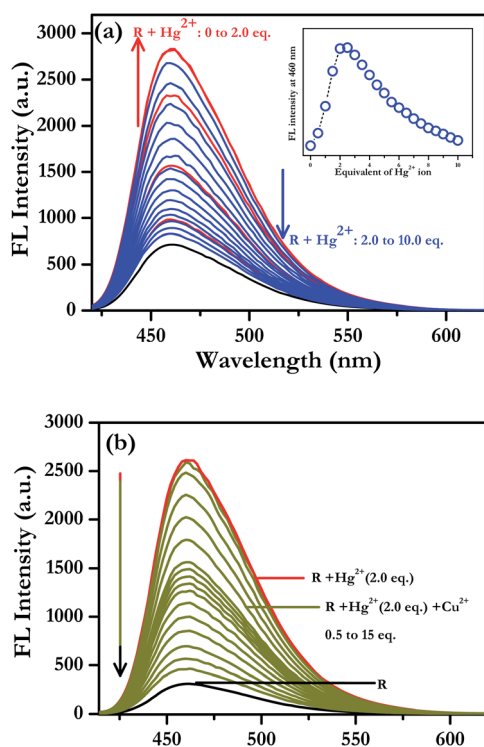 (a)
R + Hg2+ : 0 to 2.0 eq.
R + Hg2+ : 2.0 to 10.0 eq.
FL Intensity (a.u.)
3000
2500
2000
1500
1000
500
0
450 500 550 600
Wavelength (nm)
FL intensity at 460 nm
0 2 4 6 8 10
Equivalent of Hg2+ ion
(b)
FL Intensity (a.u.)
3000
2500
2000
1500
1000
500
0
R +Hg2+(2.0 eq.)
R +Hg2+(2.0 eq.) +Cu2+
0.5 to 15 eq.
R
450 500 550 600
Wavelength (nm)